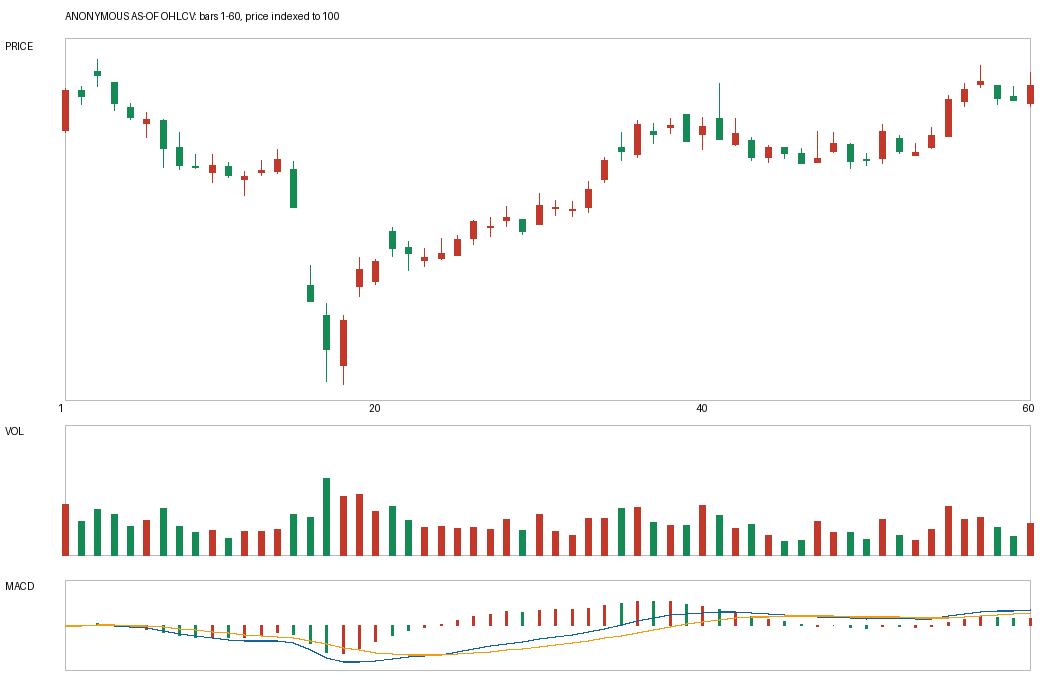 ANONYMOUS AS-OF OHLCV: bars 1-60, price indexed to 100
PRICE
1
20
40
60
VOL
MACD